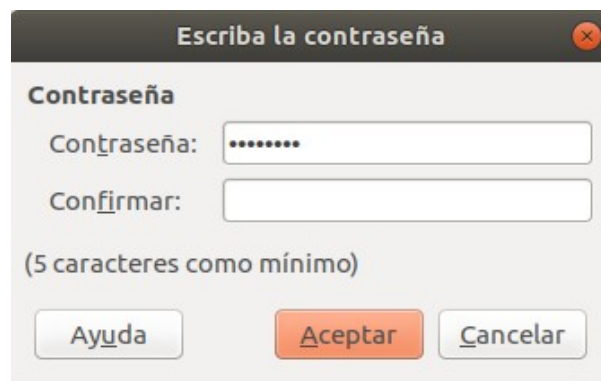 Escriba la contraseña
Contraseña
Contraseña: ••••••••
Confirmar:
(5 caracteres como mínimo)
Ayuda Aceptar Cancelar